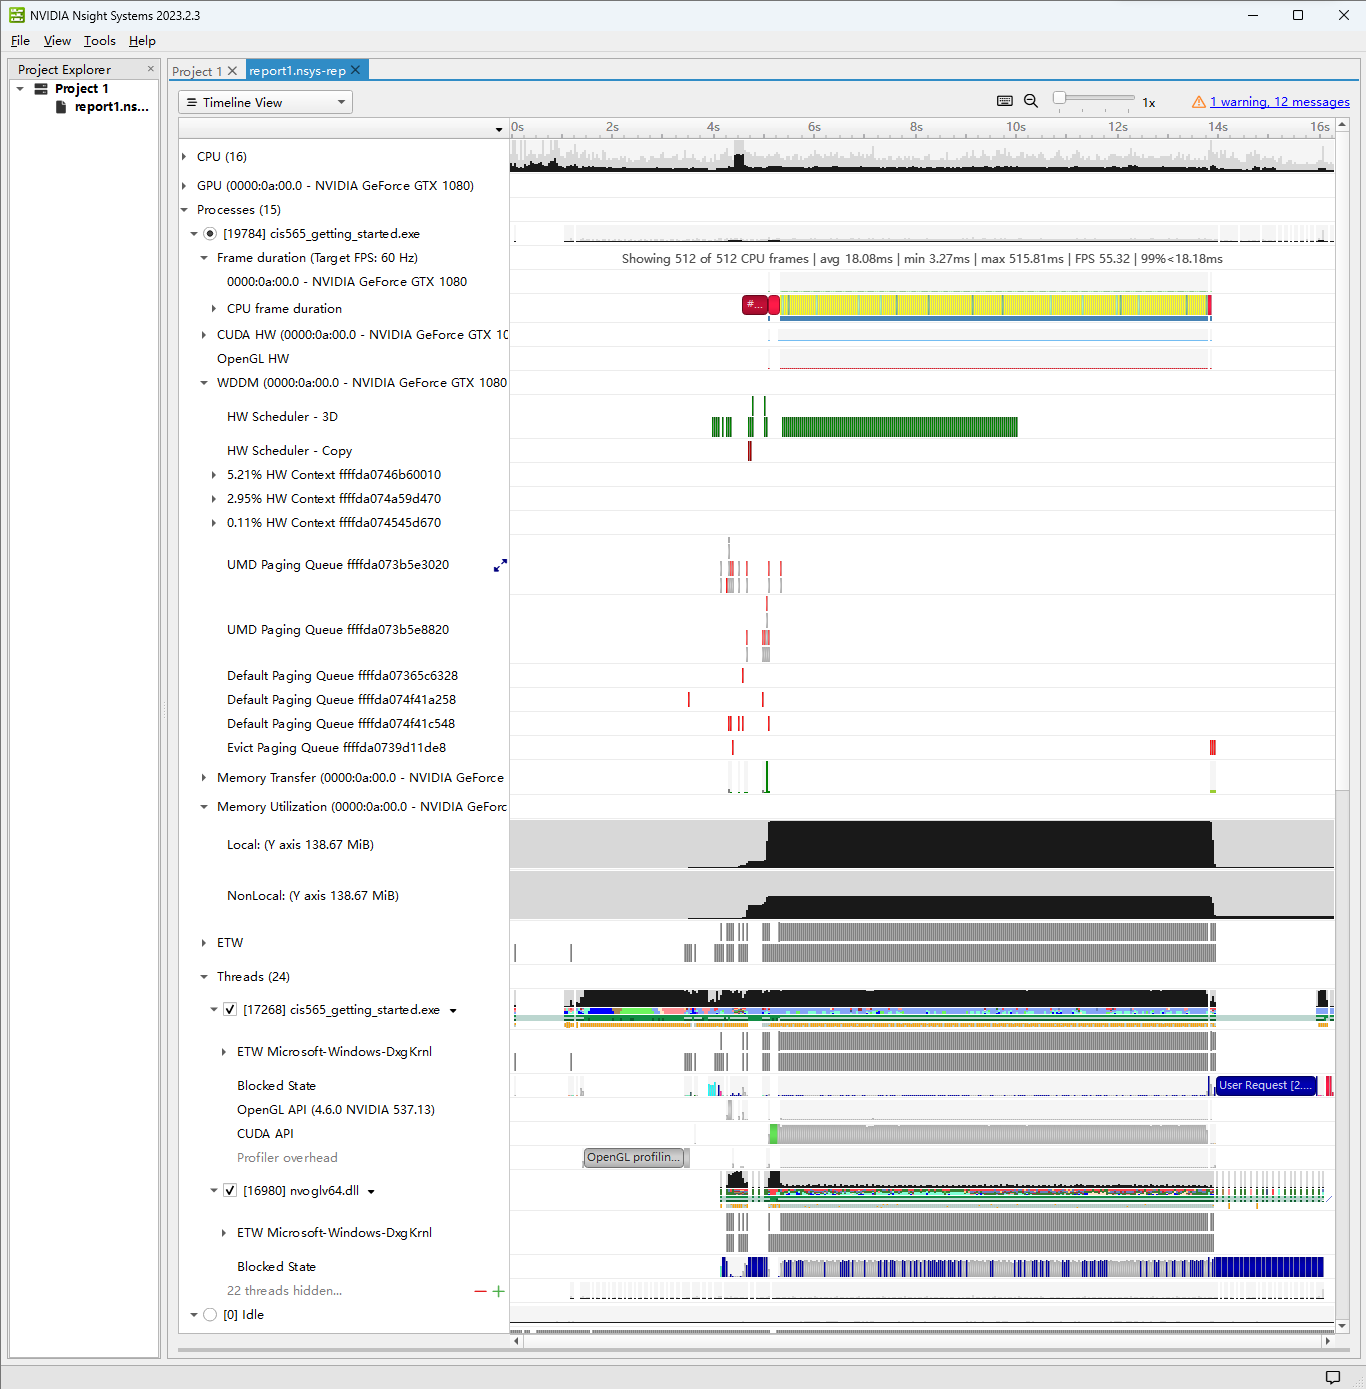 NVIDIA Nsight Systems 2023.2.3
File View Tools Help
Project Explorer
Project 1
report1.ns...
Project 1
report1.nsys-rep
Timeline View
1x
1 warning, 12 messages
0s 2s 4s 6s 8s 10s 12s 14s 16s
CPU (16)
GPU (0000:0a:00.0 - NVIDIA GeForce GTX 1080)
Processes (15)
[19784] cis565_getting_started.exe
Frame duration (Target FPS: 60 Hz)
Showing 512 of 512 CPU frames | avg 18.08ms | min 3.27ms | max 515.81ms | FPS 55.32 | 99%<18.18ms
0000:0a:00.0 - NVIDIA GeForce GTX 1080
CPU frame duration
#...
CUDA HW (0000:0a:00.0 - NVIDIA GeForce GTX 10
OpenGL HW
WDDM (0000:0a:00.0 - NVIDIA GeForce GTX 1080
HW Scheduler - 3D
HW Scheduler - Copy
5.21% HW Context ffffda0746b60010
2.95% HW Context ffffda074a59d470
0.11% HW Context ffffda074545d670
UMD Paging Queue ffffda073b5e3020
UMD Paging Queue ffffda073b5e8820
Default Paging Queue ffffda07365c6328
Default Paging Queue ffffda074f41a258
Default Paging Queue ffffda074f41c548
Evict Paging Queue ffffda0739d11de8
Memory Transfer (0000:0a:00.0 - NVIDIA GeForce
Memory Utilization (0000:0a:00.0 - NVIDIA GeForc
Local: (Y axis 138.67 MiB)
NonLocal: (Y axis 138.67 MiB)
ETW
Threads (24)
[17268] cis565_getting_started.exe
ETW Microsoft-Windows-DxgKrnl
Blocked State
User Request [2....
OpenGL API (4.6.0 NVIDIA 537.13)
CUDA API
Profiler overhead
OpenGL profilin...
[16980] nvoglv64.dll
ETW Microsoft-Windows-DxgKrnl
Blocked State
22 threads hidden...
[0] Idle